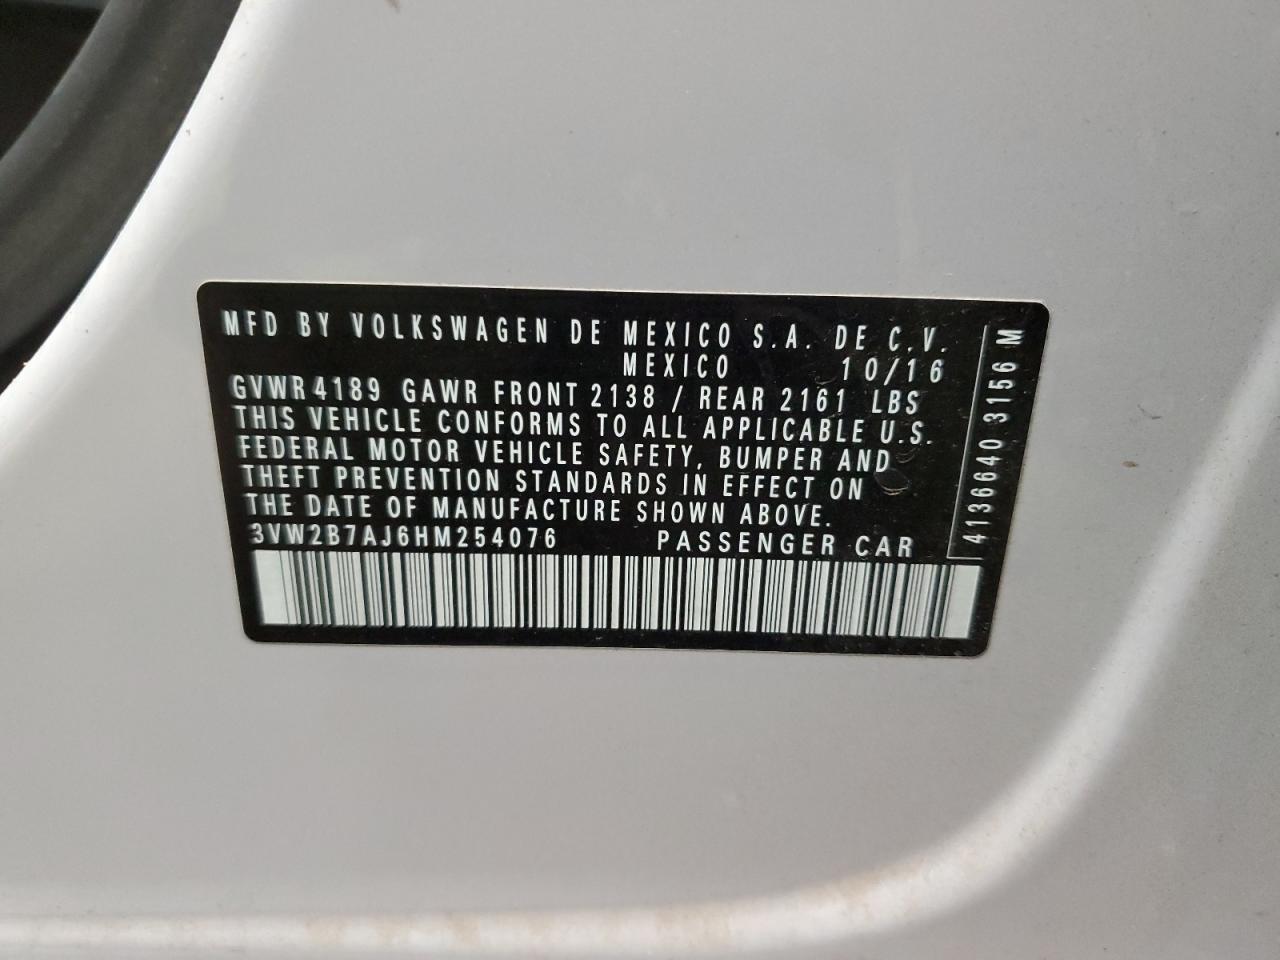 MFD BY VOLKSWAGEN DE MEXICO S.A. DE C.V.
MEXICO 10/16
GVWR 4189 GAWR FRONT 2138 / REAR 2161 LBS
THIS VEHICLE CONFORMS TO ALL APPLICABLE U.S.
FEDERAL MOTOR VEHICLE SAFETY, BUMPER AND
THEFT PREVENTION STANDARDS IN EFFECT ON
THE DATE OF MANUFACTURE SHOWN ABOVE.
3VW2B7AJ6HM254076 PASSENGER CAR
4136640 3156 M